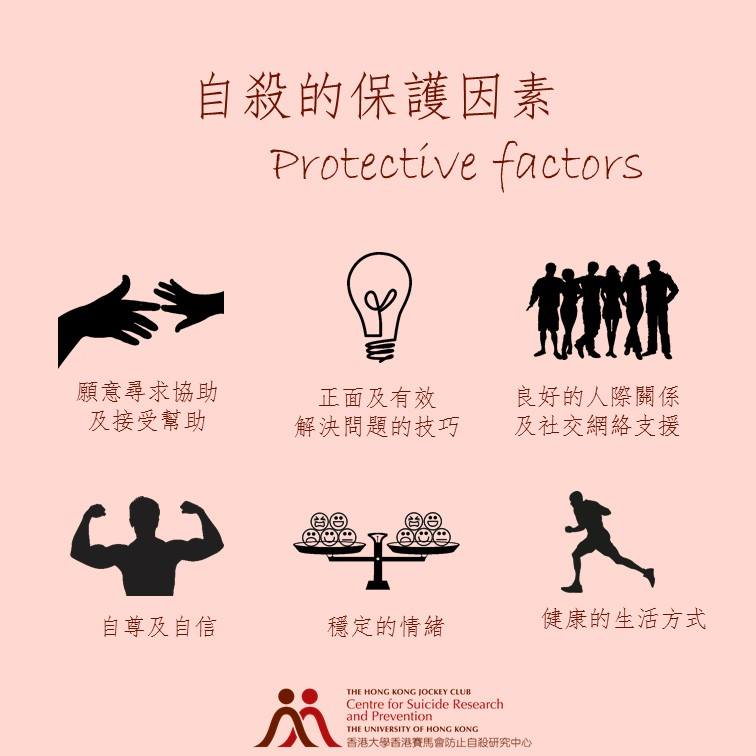 自殺的保護因素
Protective factors
願意尋求協助
及接受幫助
正面及有效
解決問題的技巧
良好的人際關係
及社交網絡支援
自尊及自信
穩定的情緒
健康的生活方式
THE HONG KONG JOCKEY CLUB
Centre for Suicide Research
and Prevention
THE UNIVERSITY OF HONG KONG
香港大學香港賽馬會防止自殺研究中心